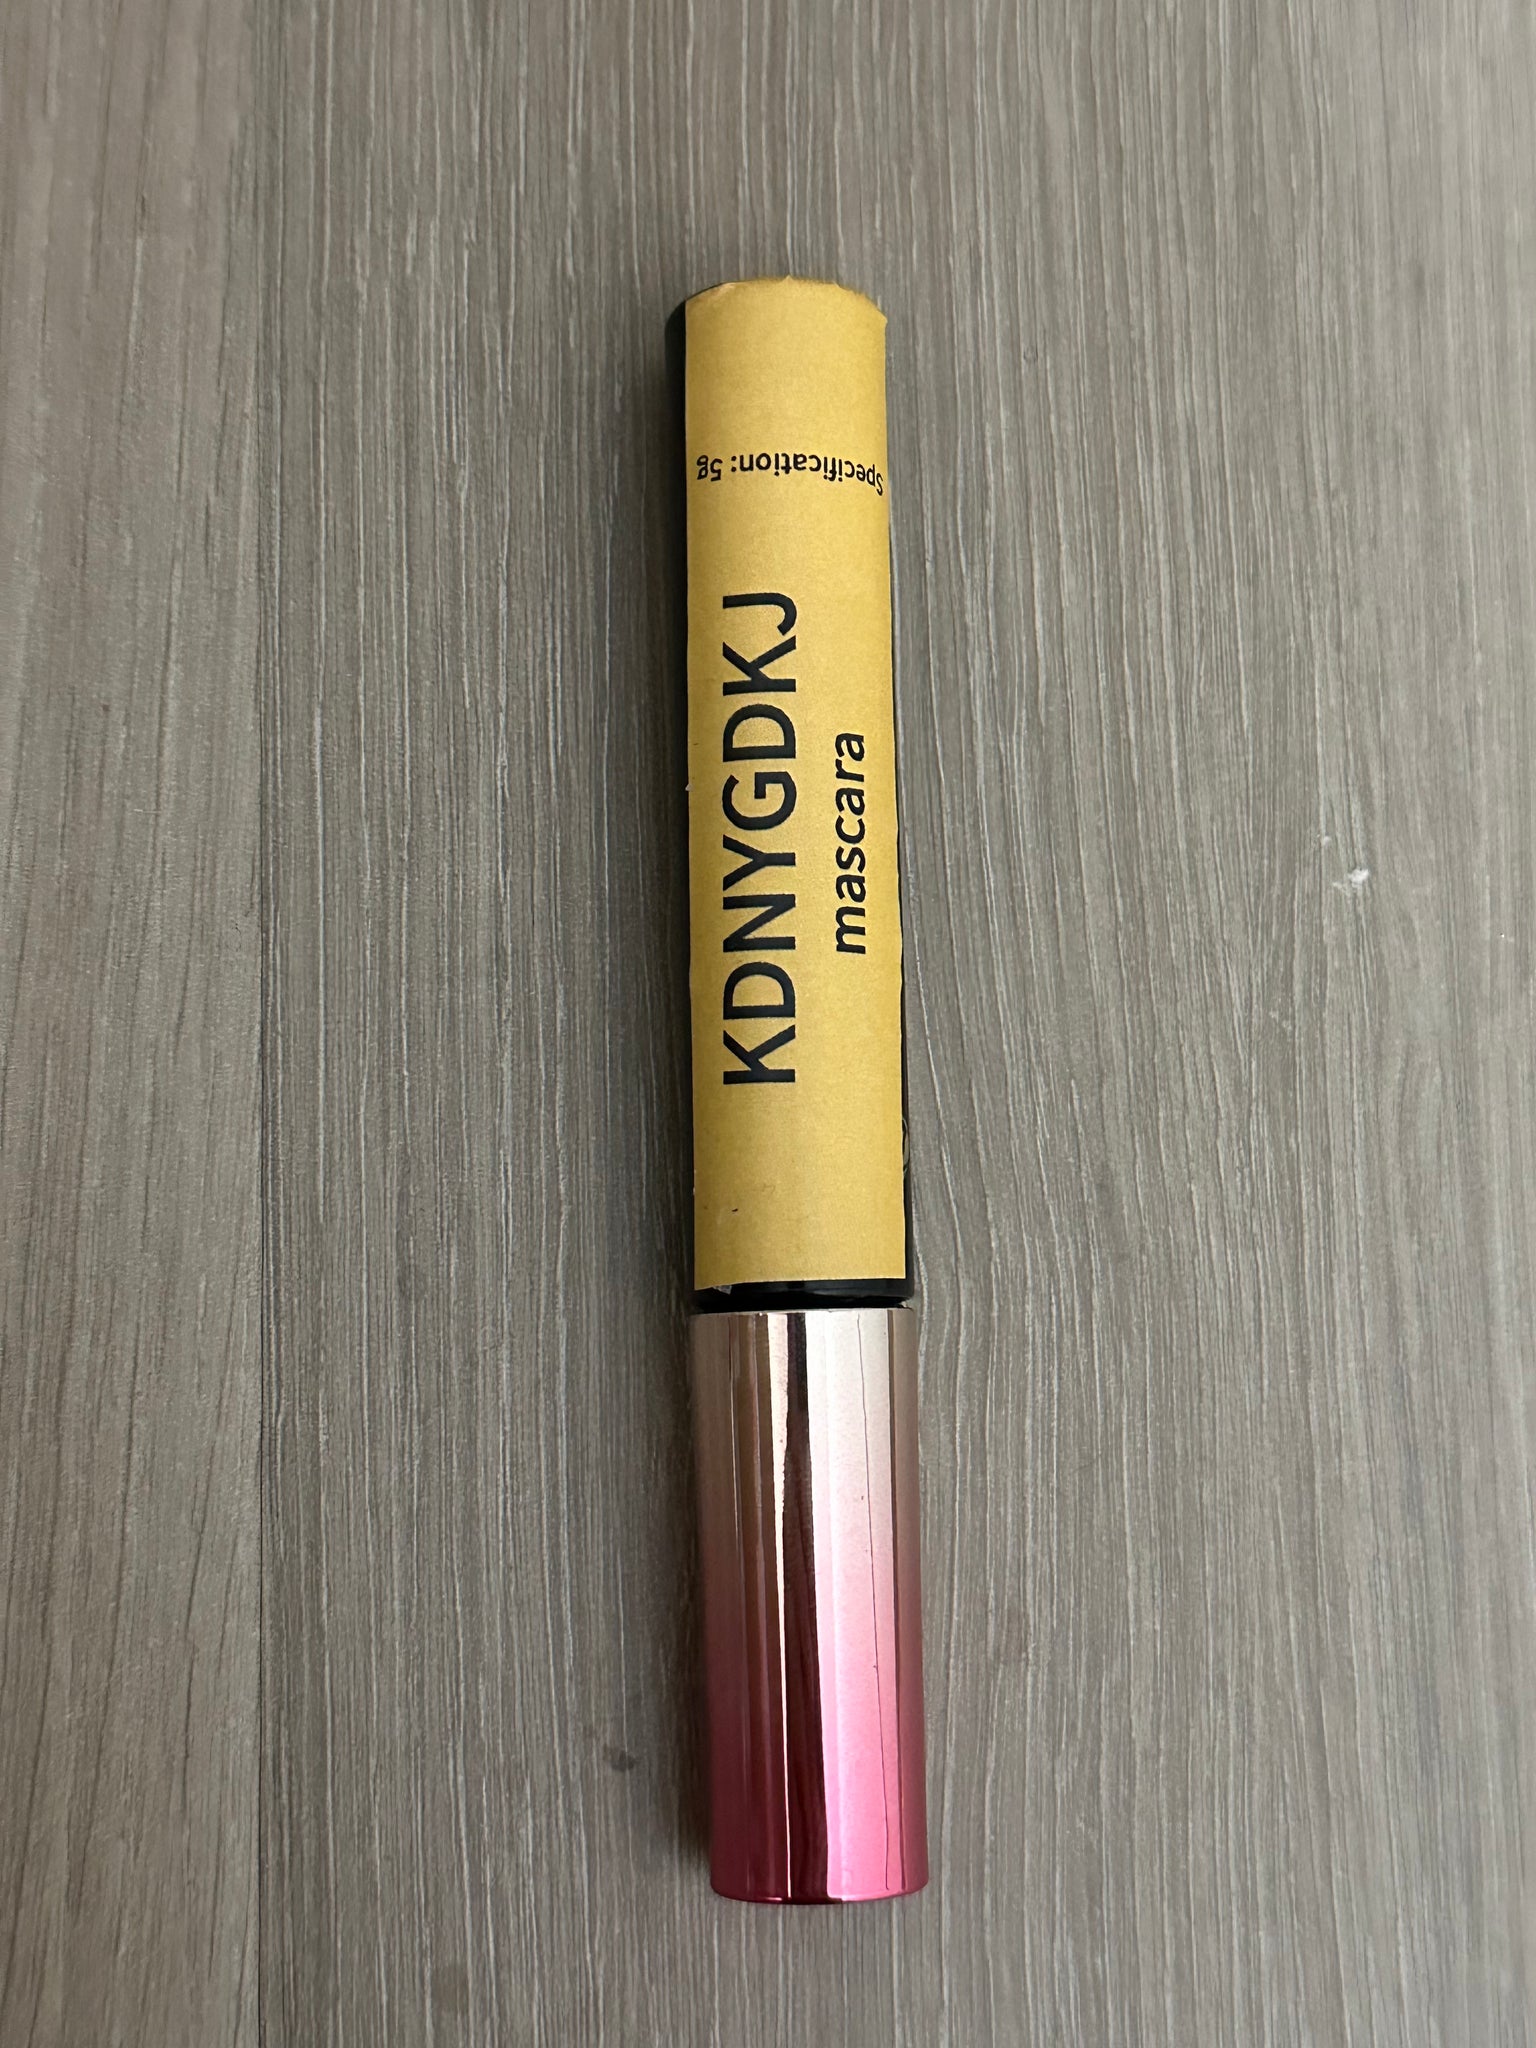 KDNYGDKJ
mascara
Specification: 5g